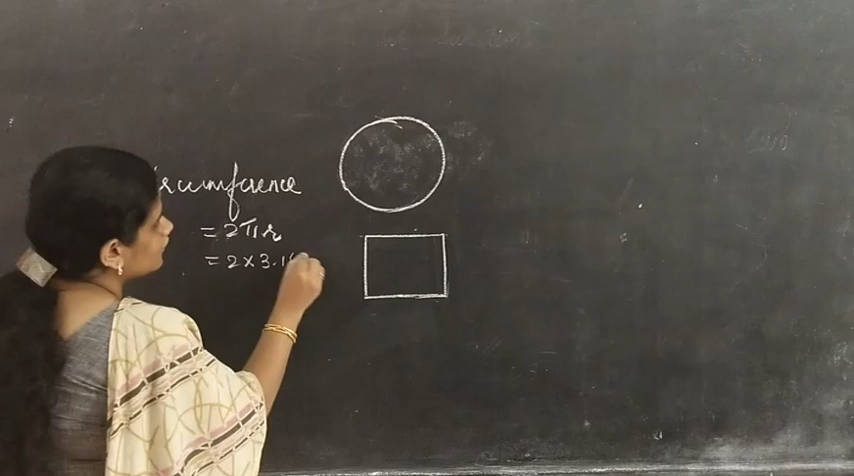 rcumference
= 2πr
= 2 × 3.1